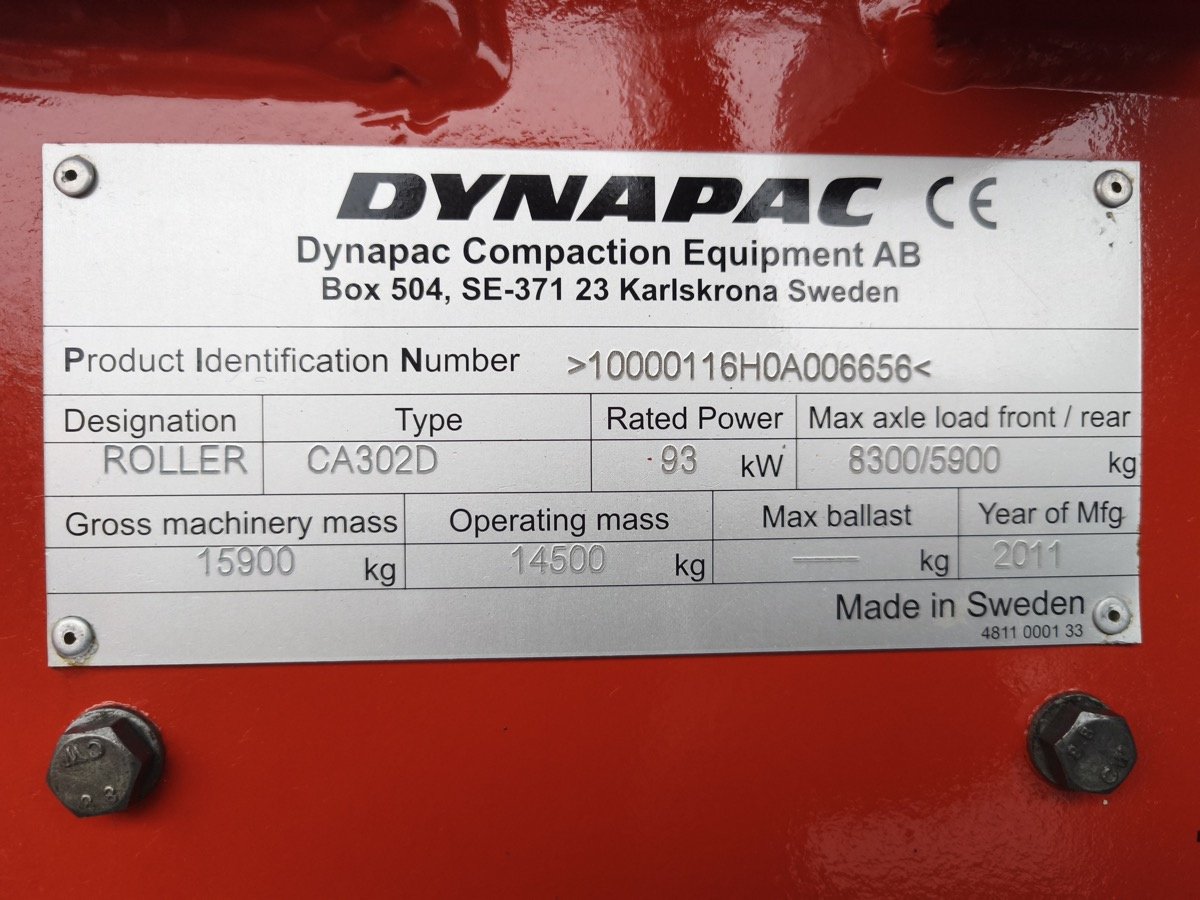 DYNAPAC CE
Dynapac Compaction Equipment AB
Box 504, SE-371 23 Karlskrona Sweden
Product Identification Number >10000116H0A006656<
Designation Type Rated Power Max axle load front / rear
ROLLER CA302D 93 kW 8300/5900 kg
Gross machinery mass Operating mass Max ballast Year of Mfg
15900 kg 14500 kg —— kg 2011
Made in Sweden
4811 0001 33